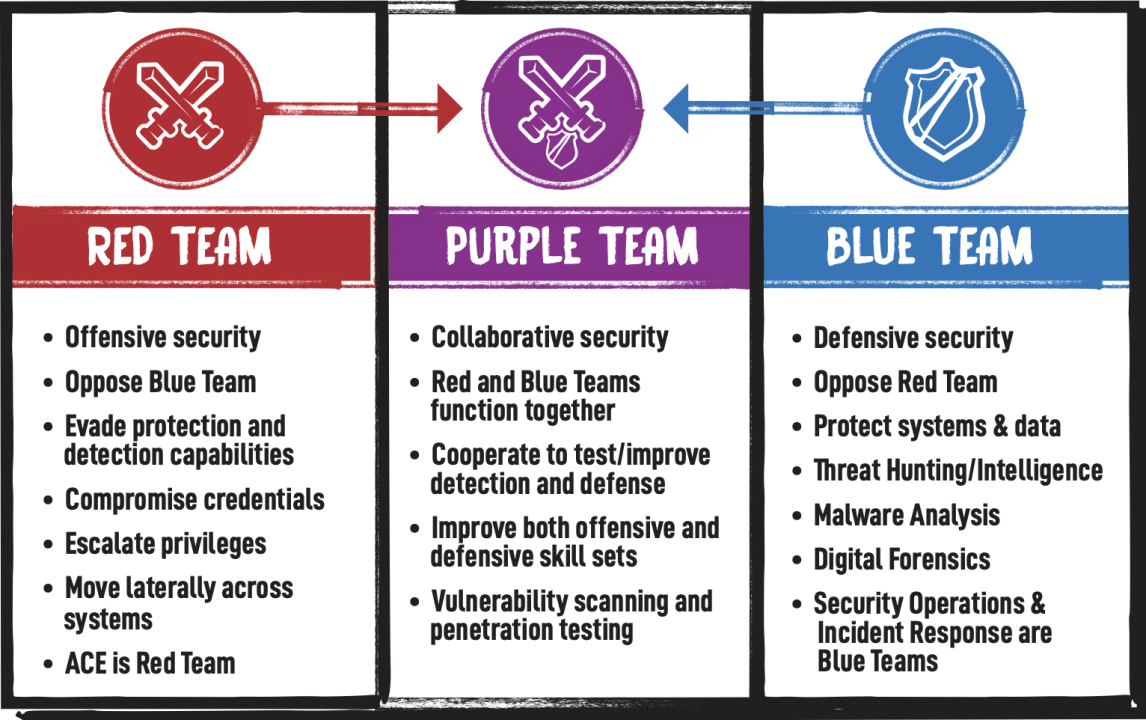 RED TEAM
• Offensive security
• Oppose Blue Team
• Evade protection and
detection capabilities
• Compromise credentials
• Escalate privileges
• Move laterally across
systems
• ACE is Red Team
PURPLE TEAM
• Collaborative security
• Red and Blue Teams
function together
• Cooperate to test/improve
detection and defense
• Improve both offensive and
defensive skill sets
• Vulnerability scanning and
penetration testing
BLUE TEAM
• Defensive security
• Oppose Red Team
• Protect systems & data
• Threat Hunting/Intelligence
• Malware Analysis
• Digital Forensics
• Security Operations &
Incident Response are
Blue Teams